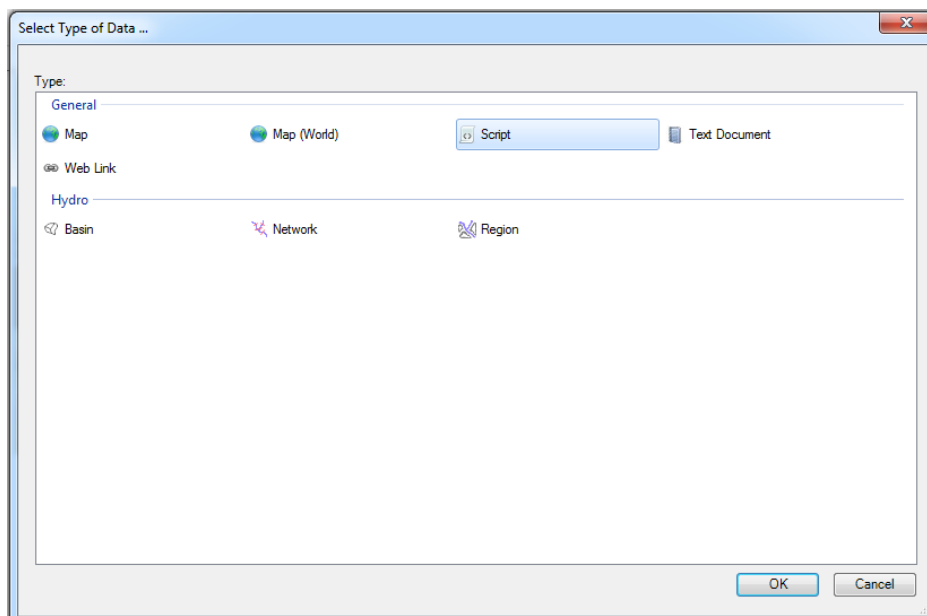 Select Type of Data ...
Type:
General
Map Map (World) Script Text Document
Web Link
Hydro
Basin Network Region
OK Cancel